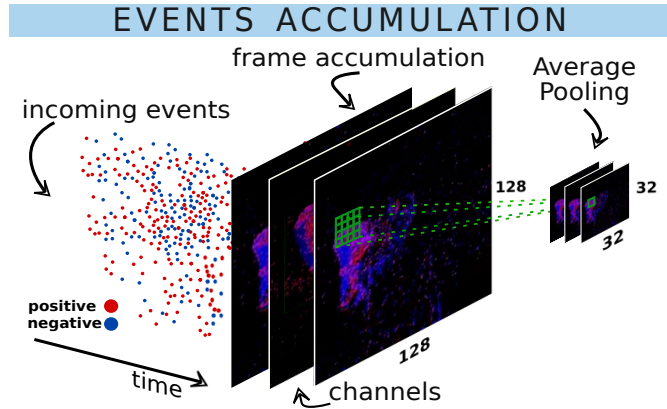 EVENTS ACCUMULATION
frame accumulation
Average
Pooling
incoming events
128
32
32
positive
negative
128
time
channels